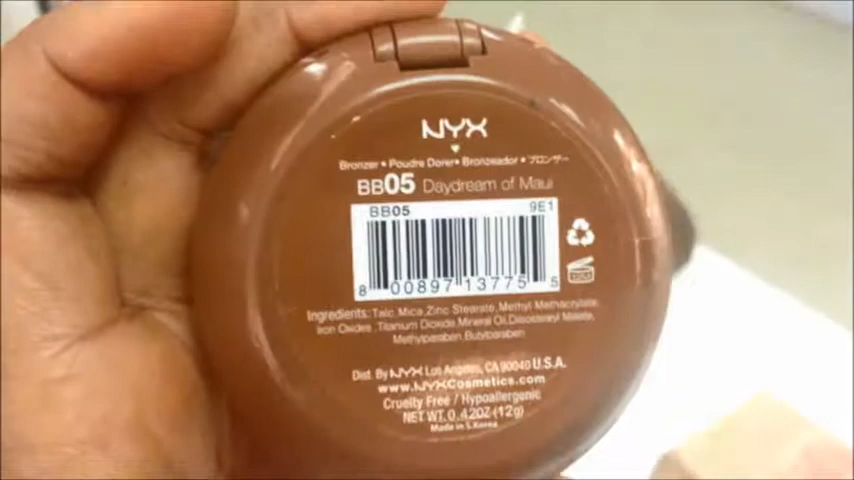 NYX
Bronzer • Poudre Dorer • Bronzeador • ブロンザー
BB05 Daydream of Maui
BB05 9E1
8 00897 13775 5
Ingredients: Talc, Mica, Zinc Stearate, Methyl Methacrylate
Iron Oxides, Titanium Dioxide, Mineral Oil, Diisostearyl Malate,
Methylparaben, Butylparaben
Dist. By NYX Los Angeles, CA 90040 U.S.A.
www.NYXCosmetics.com
Cruelty Free / Hypoallergenic
NET WT. 0.42OZ (12g)
Made in S.Korea